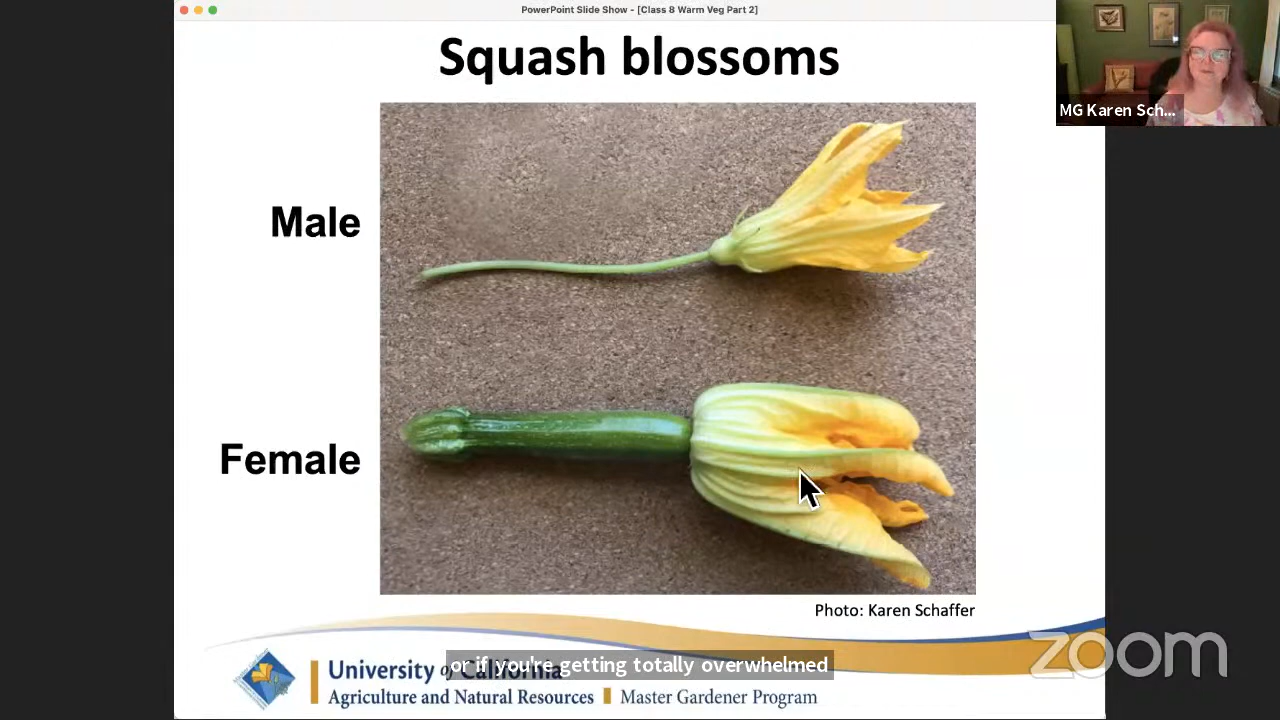 PowerPoint Slide Show - [Class 8 Warm Veg Part 2]
Squash blossoms
MG Karen Sch...
Male
Female
Photo: Karen Schaffer
zoom
or if you're getting totally overwhelmed
University of California
Agriculture and Natural Resources Master Gardener Program